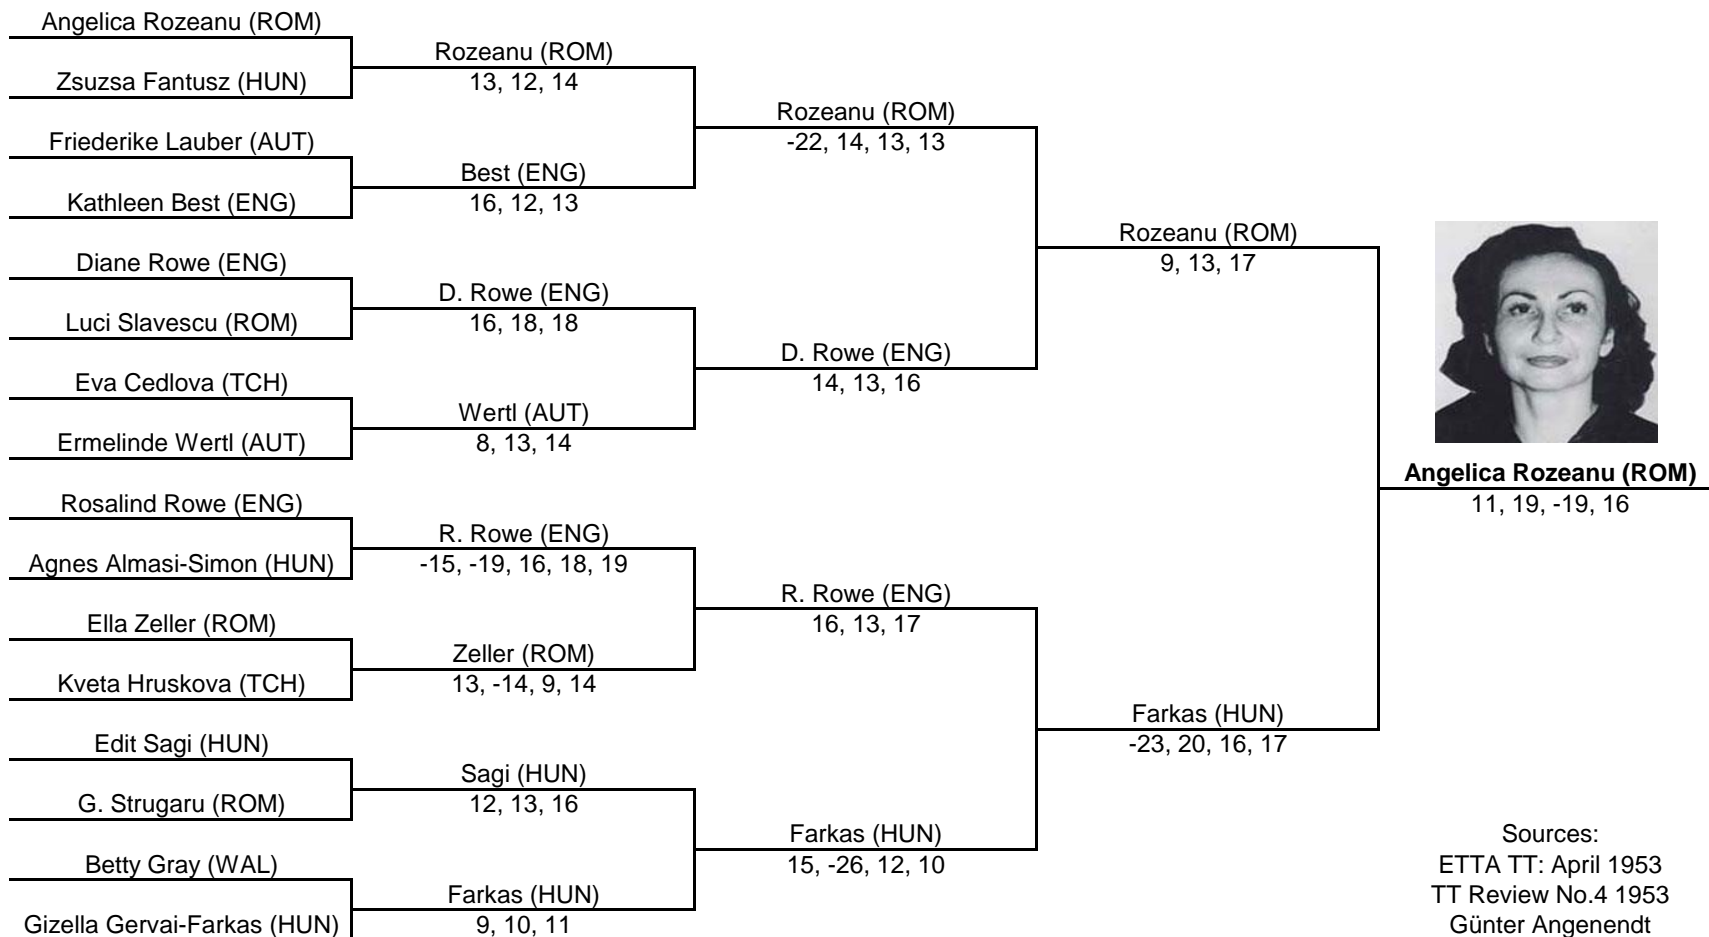 Angelica Rozeanu (ROM)
Zsuzsa Fantusz (HUN)
Friederike Lauber (AUT)
Kathleen Best (ENG)
Diane Rowe (ENG)
Luci Slavescu (ROM)
Eva Cedlova (TCH)
Ermelinde Wertl (AUT)
Rosalind Rowe (ENG)
Agnes Almasi-Simon (HUN)
Ella Zeller (ROM)
Kveta Hruskova (TCH)
Edit Sagi (HUN)
G. Strugaru (ROM)
Betty Gray (WAL)
Gizella Gervai-Farkas (HUN)
Rozeanu (ROM)
13, 12, 14
Best (ENG)
16, 12, 13
D. Rowe (ENG)
16, 18, 18
Wertl (AUT)
8, 13, 14
R. Rowe (ENG)
-15, -19, 16, 18, 19
Zeller (ROM)
13, -14, 9, 14
Sagi (HUN)
12, 13, 16
Farkas (HUN)
9, 10, 11
Rozeanu (ROM)
-22, 14, 13, 13
D. Rowe (ENG)
14, 13, 16
R. Rowe (ENG)
16, 13, 17
Farkas (HUN)
15, -26, 12, 10
Rozeanu (ROM)
9, 13, 17
Farkas (HUN)
-23, 20, 16, 17
Angelica Rozeanu (ROM)
11, 19, -19, 16
Sources:
ETTA TT: April 1953
TT Review No.4 1953
Günter Angenendt